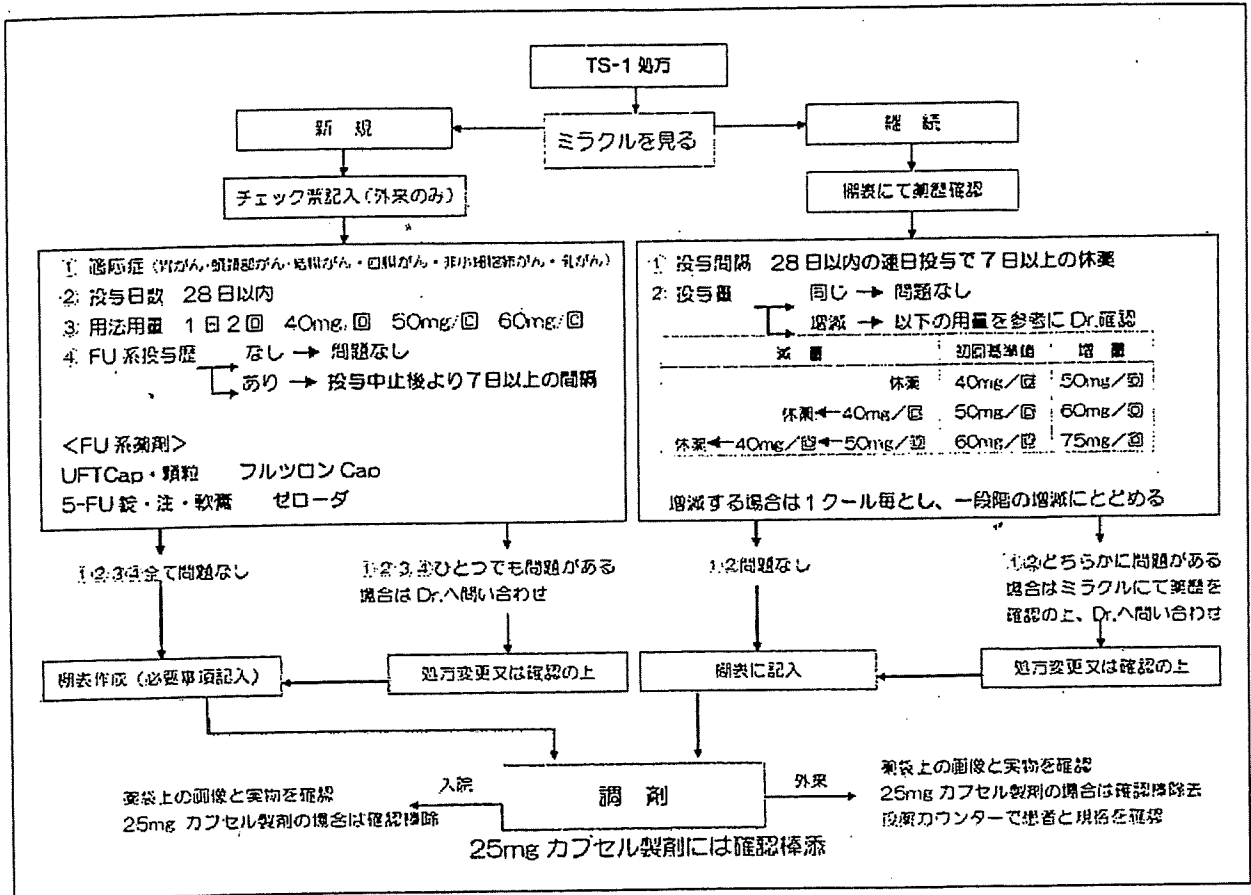 TS-1 処方
新 規
ミラクルを見る
継 続
チェック票記入(外来のみ)
棚表にて薬歴確認
① 適応症(胃がん・頭頸部がん・結腸がん・直腸がん・非小細胞肺がん・乳がん)
② 投与日数 28日以内
③ 用法用量 1日2回 40mg/回 50mg/回 60mg/回
④ FU系投与歴 なし → 問題なし
あり → 投与中止後より7日以上の間隔
<FU系薬剤>
UFTCap・顆粒 フルツロンCap
5-FU錠・注・軟膏 ゼローダ
① 投与間隔 28日以内の連日投与で7日以上の休薬
② 投与量 同じ → 問題なし
増減 → 以下の用量を参考にDr.確認
減 量 初回基準値 増 量
休薬 40mg/回 50mg/回
休薬←40mg/回 50mg/回 60mg/回
休薬←40mg/回←50mg/回 60mg/回 75mg/回
増減する場合は1クール毎とし、一段階の増減にとどめる
①②③④全て問題なし
①②③④ひとつでも問題がある
場合はDr.へ問い合わせ
①②問題なし
①②どちらかに問題がある
場合はミラクルにて薬歴を
確認の上、Dr.へ問い合わせ
棚表作成(必要事項記入)
処方変更又は確認の上
棚表に記入
処方変更又は確認の上
薬袋上の画像と実物を確認
25mg カプセル製剤の場合は確認棒除
入院
調 剤
外来
薬袋上の画像と実物を確認
25mg カプセル製剤の場合は確認棒除去
投薬カウンターで患者と規格を確認
25mg カプセル製剤には確認棒添